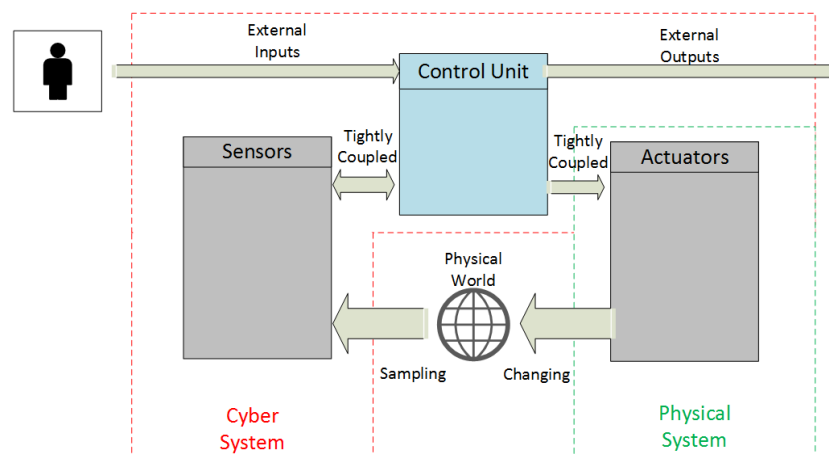 External
Inputs
Control Unit
External
Outputs
Sensors
Tightly
Coupled
Tightly
Coupled
Actuators
Physical
World
Sampling
Changing
Cyber
System
Physical
System